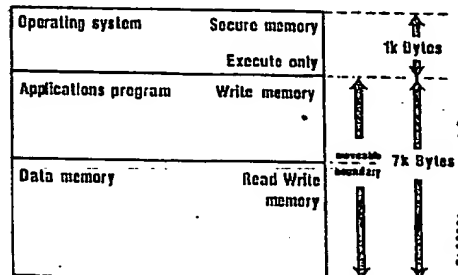 Operating system Secure memory
1k Bytes
Execute only
Applications program Write memory
moveable
boundary
7k Bytes
Data memory Read Write
memory